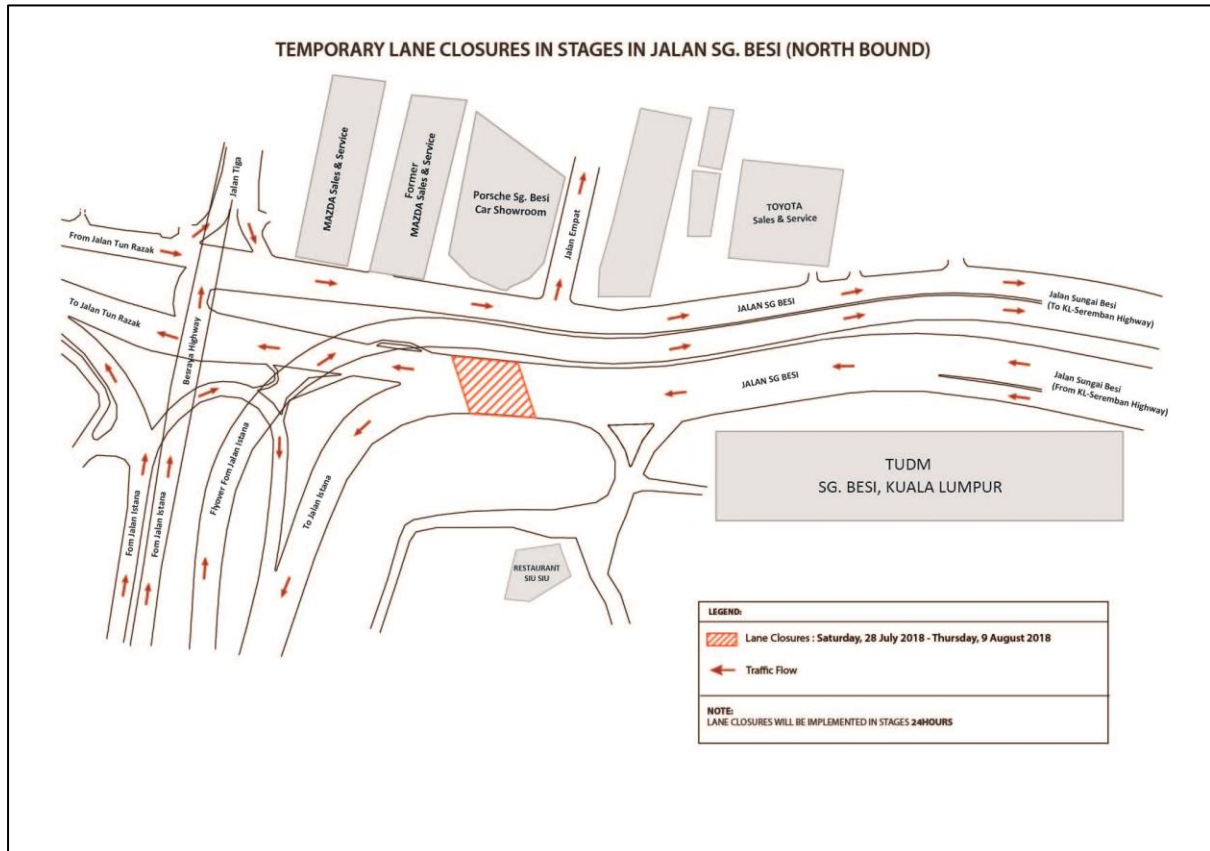 TEMPORARY LANE CLOSURES IN STAGES IN JALAN SG. BESI (NORTH BOUND)
Jalan Tiga
MAZDA Sales & Service
Former
MAZDA Sales & Service
Porsche Sg. Besi
Car Showroom
Jalan Empat
TOYOTA
Sales & Service
From Jalan Tun Razak
To Jalan Tun Razak
Besraya Highway
JALAN SG BESI
Jalan Sungai Besi
(To KL-Seremban Highway)
JALAN SG BESI
Jalan Sungai Besi
(From KL-Seremban Highway)
Fom Jalan Istana
Fom Jalan Istana
Flyover Fom Jalan Istana
To Jalan Istana
TUDM
SG. BESI, KUALA LUMPUR
RESTAURANT
SIU SIU
LEGEND:
Lane Closures : Saturday, 28 July 2018 - Thursday, 9 August 2018
Traffic Flow
NOTE:
LANE CLOSURES WILL BE IMPLEMENTED IN STAGES 24HOURS